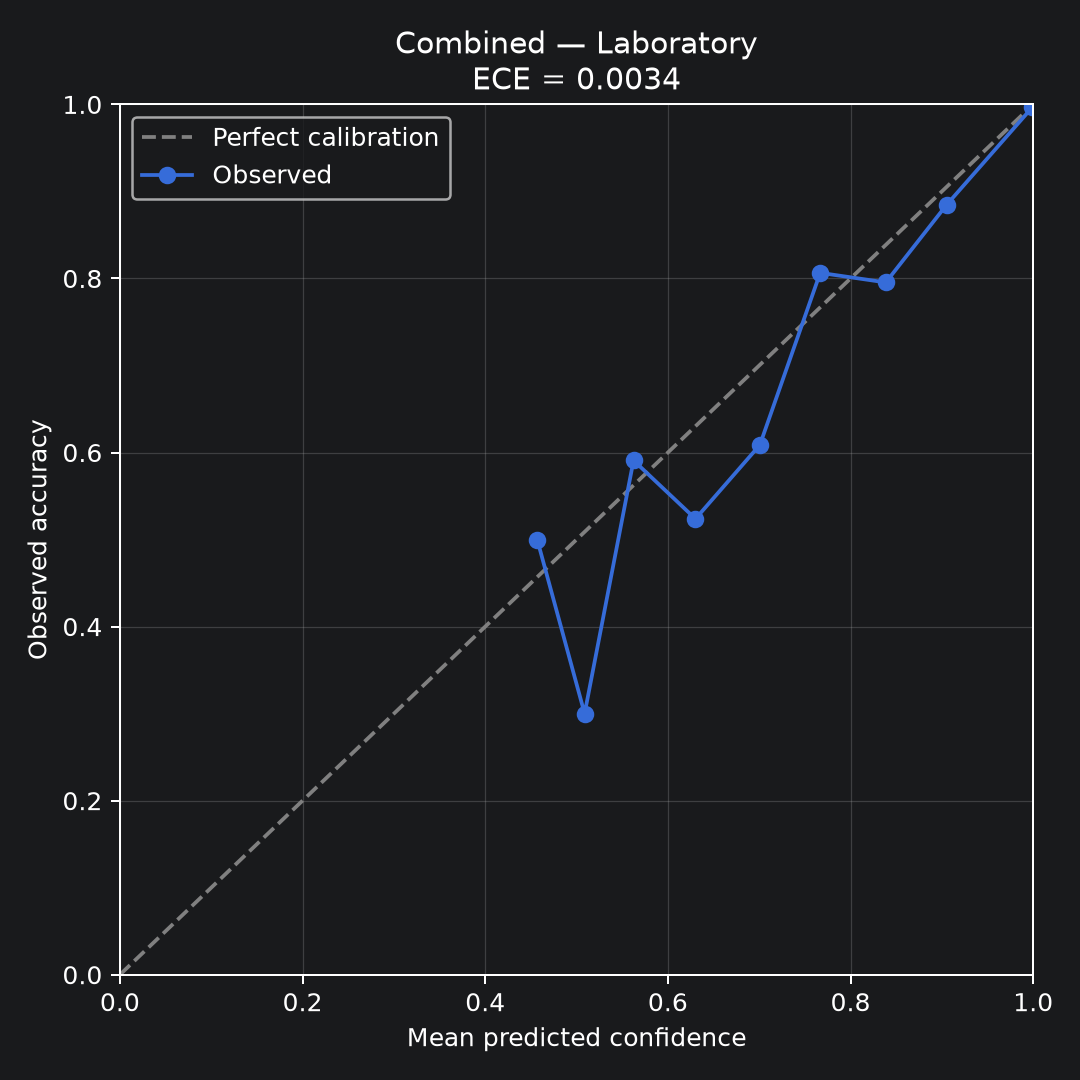 Combined — Laboratory
ECE = 0.0034
Perfect calibration
Observed
1.0
0.8
0.6
0.4
0.2
0.0
Observed accuracy
0.0 0.2 0.4 0.6 0.8 1.0
Mean predicted confidence